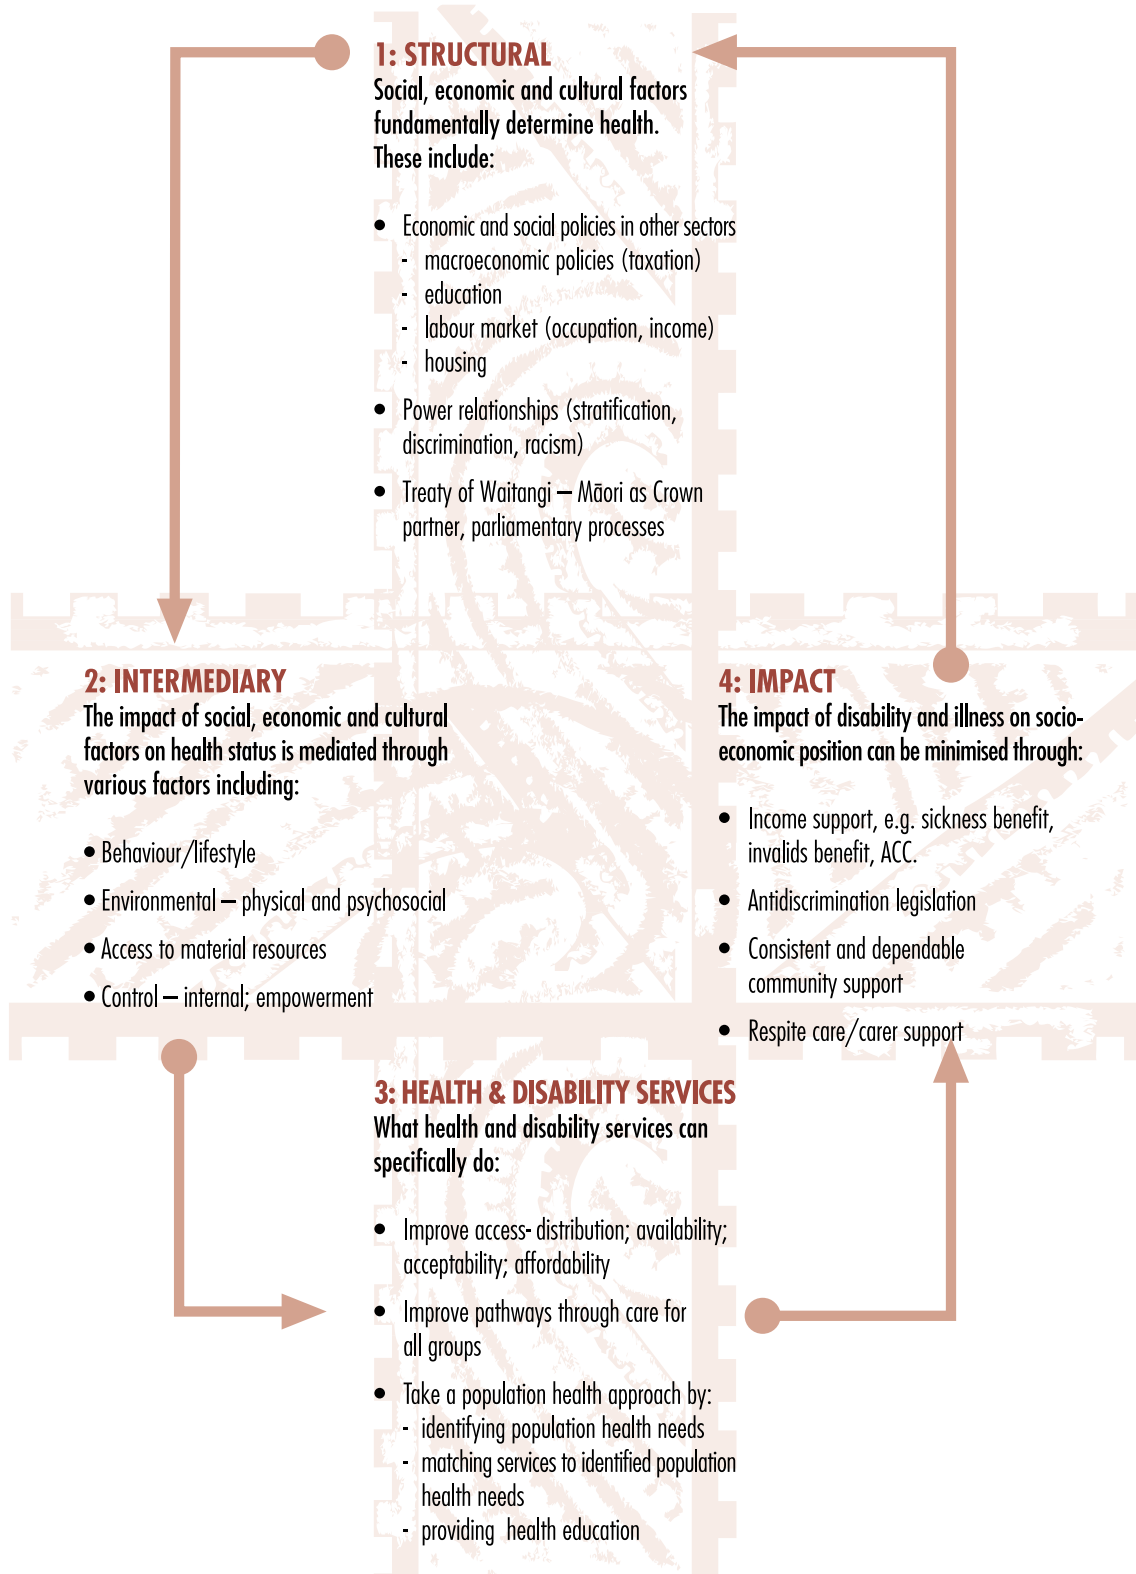 1: STRUCTURAL
Social, economic and cultural factors
fundamentally determine health.
These include:
• Economic and social policies in other sectors
- macroeconomic policies (taxation)
- education
- labour market (occupation, income)
- housing
• Power relationships (stratification,
discrimination, racism)
• Treaty of Waitangi – Māori as Crown
partner, parliamentary processes
2: INTERMEDIARY
The impact of social, economic and cultural
factors on health status is mediated through
various factors including:
• Behaviour/lifestyle
• Environmental – physical and psychosocial
• Access to material resources
• Control – internal; empowerment
3: HEALTH & DISABILITY SERVICES
What health and disability services can
specifically do:
• Improve access- distribution; availability;
acceptability; affordability
• Improve pathways through care for
all groups
• Take a population health approach by:
- identifying population health needs
- matching services to identified population
health needs
- providing health education
4: IMPACT
The impact of disability and illness on socio-
economic position can be minimised through:
• Income support, e.g. sickness benefit,
invalids benefit, ACC.
• Antidiscrimination legislation
• Consistent and dependable
community support
• Respite care/carer support